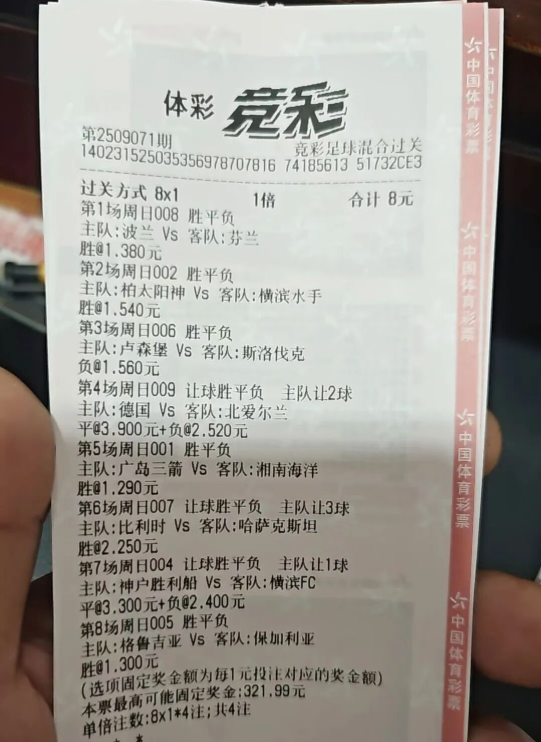 体彩 竞彩
第2509071期 竞彩足球混合过关
140231525035356978707816 74185613 51732CE3
过关方式 8x1 1倍 合计 8元
第1场周日008 胜平负
主队:波兰 Vs 客队:芬兰
胜@1.380元
第2场周日002 胜平负
主队:柏太阳神 Vs 客队:横滨水手
胜@1.540元
第3场周日006 胜平负
主队:卢森堡 Vs 客队:斯洛伐克
负@1.560元
第4场周日009 让球胜平负 主队让2球
主队:德国 Vs 客队:北爱尔兰
平@3.900元+负@2.520元
第5场周日001 胜平负
主队:广岛三箭 Vs 客队:湘南海洋
胜@1.290元
第6场周日007 让球胜平负 主队让3球
主队:比利时 Vs 客队:哈萨克斯坦
胜@2.250元
第7场周日004 让球胜平负 主队让1球
主队:神户胜利船 Vs 客队:横滨FC
平@3.300元+负@2.400元
第8场周日005 胜平负
主队:格鲁吉亚 Vs 客队:保加利亚
胜@1.300元
(选项固定奖金额为每1元投注对应的奖金额)
本票最高可能固定奖金:321.99元
单倍注数:8x1*4注;共4注
中国体育彩票
中国体育彩票
中国体育彩票
中国体育彩票